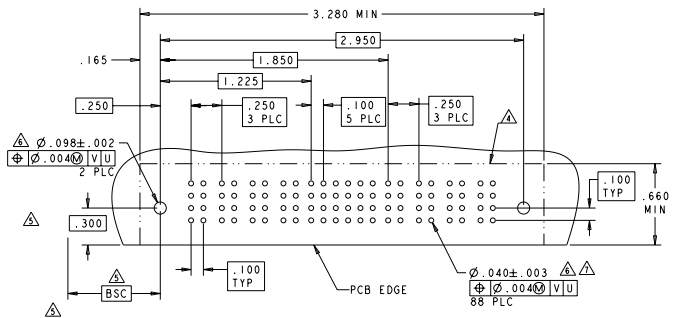 3.280 MIN
2.950
.165
1.850
1.225
.250
.250
3 PLC
.100
5 PLC
.250
3 PLC
6 Ø.098±.002
⌖ Ø.004Ⓜ V U
2 PLC
4
.100
TYP
.660
MIN
5
.300
.100
TYP
5
BSC
PCB EDGE
Ø.040±.003 6 7
⌖ Ø.004Ⓜ V U
88 PLC
5